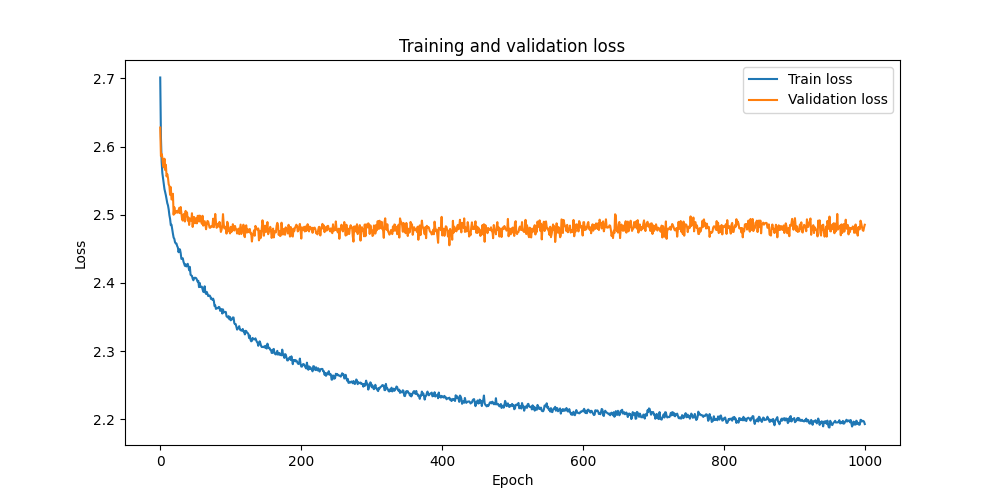 Training and validation loss
Train loss
Validation loss
2.7
2.6
2.5
2.4
2.3
2.2
Loss
0 200 400 600 800 1000
Epoch